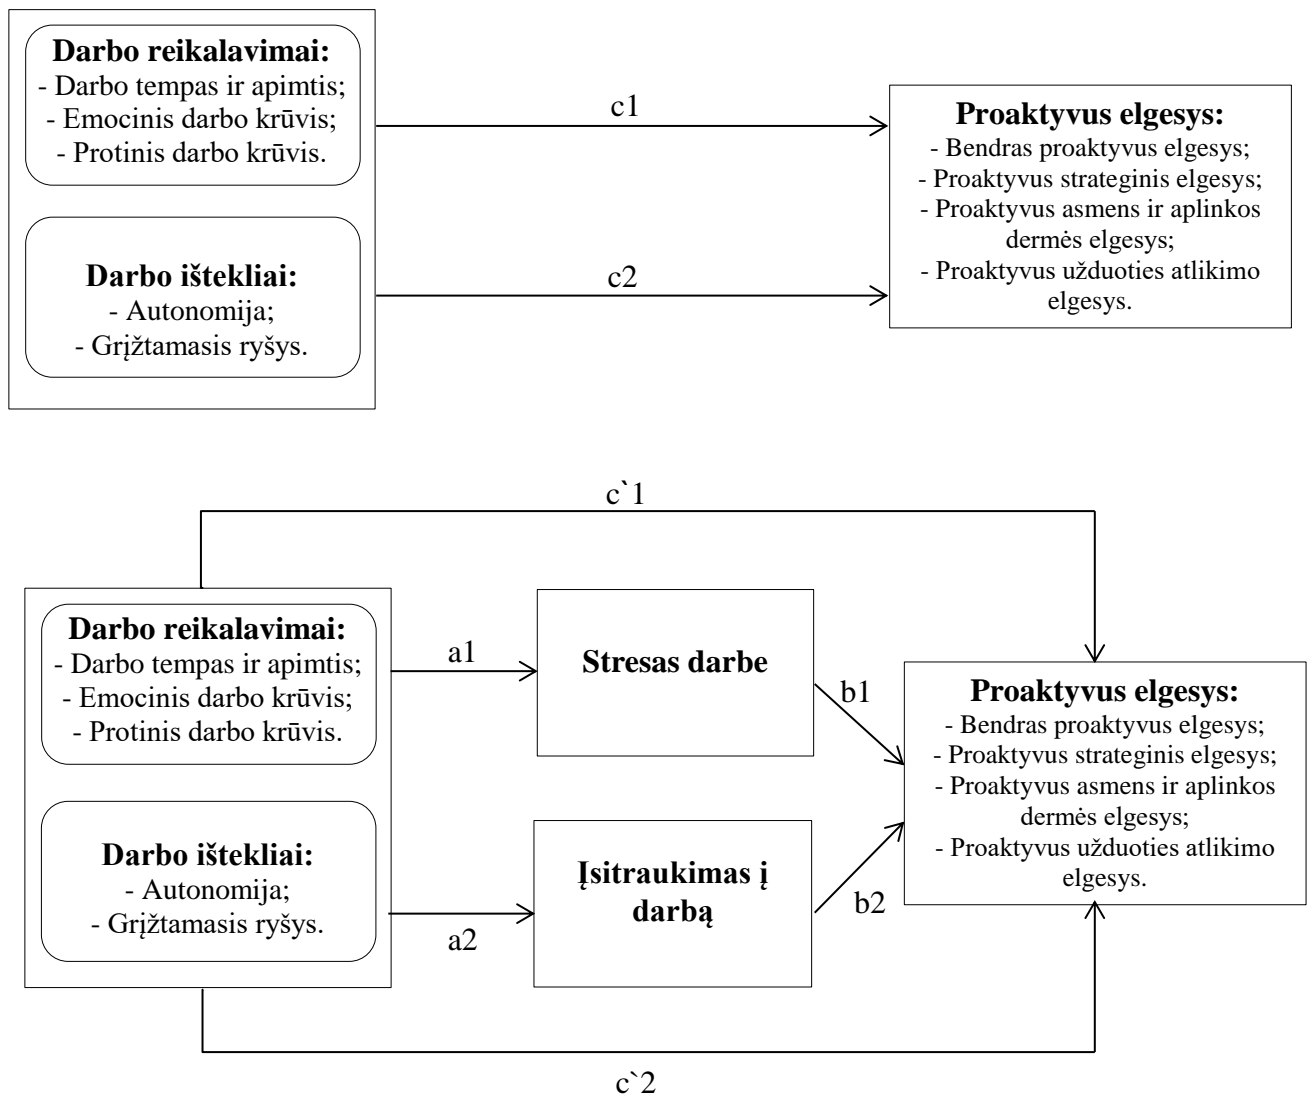 Darbo reikalavimai:
- Darbo tempas ir apimtis;
- Emocinis darbo krūvis;
- Protinis darbo krūvis.
Darbo ištekliai:
- Autonomija;
- Grįžtamasis ryšys.
c1
c2
Proaktyvus elgesys:
- Bendras proaktyvus elgesys;
- Proaktyvus strateginis elgesys;
- Proaktyvus asmens ir aplinkos
dermės elgesys;
- Proaktyvus užduoties atlikimo
elgesys.
c`1
Darbo reikalavimai:
- Darbo tempas ir apimtis;
- Emocinis darbo krūvis;
- Protinis darbo krūvis.
Darbo ištekliai:
- Autonomija;
- Grįžtamasis ryšys.
a1
a2
Stresas darbe
Įsitraukimas į
darbą
b1
b2
Proaktyvus elgesys:
- Bendras proaktyvus elgesys;
- Proaktyvus strateginis elgesys;
- Proaktyvus asmens ir aplinkos
dermės elgesys;
- Proaktyvus užduoties atlikimo
elgesys.
c`2